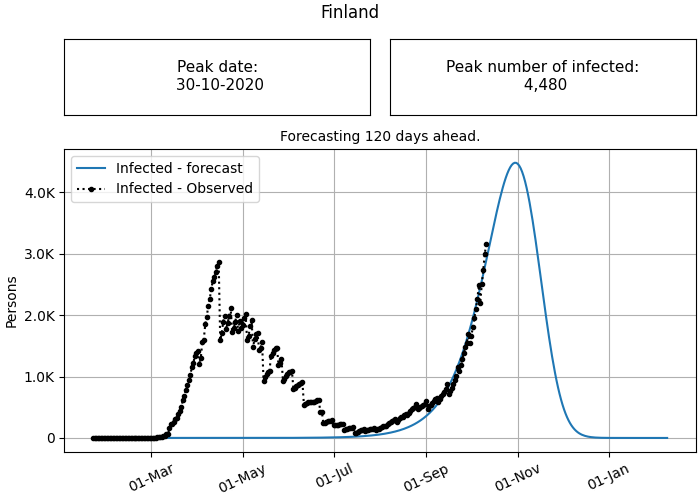 Finland
Peak date:
30-10-2020
Peak number of infected:
4,480
Forecasting 120 days ahead.
Infected - forecast
Infected - Observed
4.0K
3.0K
2.0K
1.0K
0
Persons
01-Mar
01-May
01-Jul
01-Sep
01-Nov
01-Jan